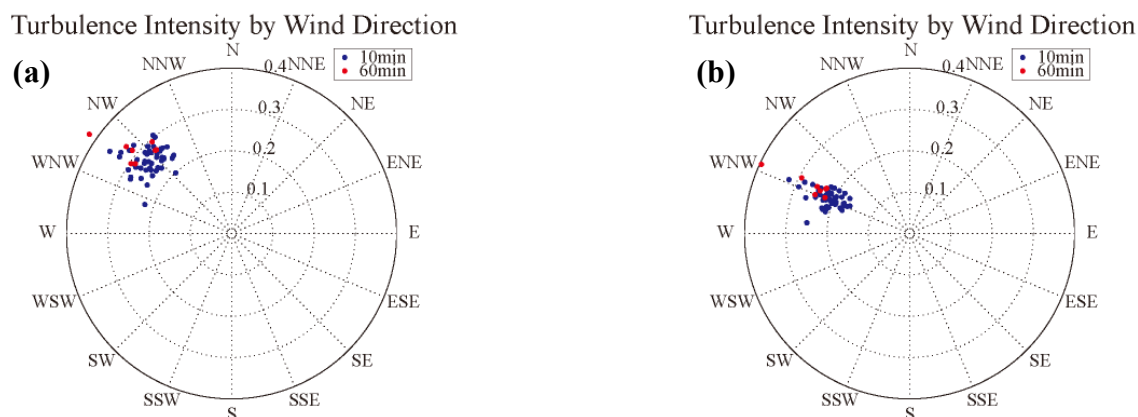 Turbulence Intensity by Wind Direction
(a)
10min
60min
N
NNE
NE
ENE
E
ESE
SE
SSE
S
SSW
SW
WSW
W
WNW
NW
NNW
0.4
0.3
0.2
0.1
Turbulence Intensity by Wind Direction
(b)
10min
60min
N
NNE
NE
ENE
E
ESE
SE
SSE
S
SSW
SW
WSW
W
WNW
NW
NNW
0.4
0.3
0.2
0.1